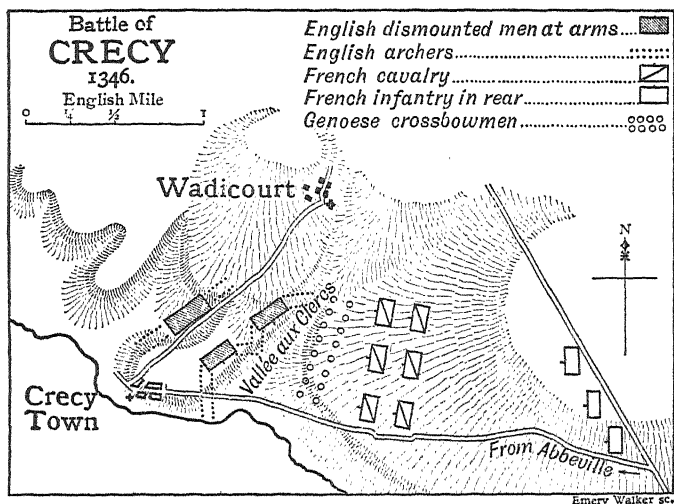 Battle of
CRECY
1346.
English Mile
0 ¼ ½ 1
English dismounted men at arms
English archers
French cavalry
French infantry in rear
Genoese crossbowmen
Wadicourt
N
Vallée aux Clercs
Crecy
Town
From Abbeville
Emery Walker sc.